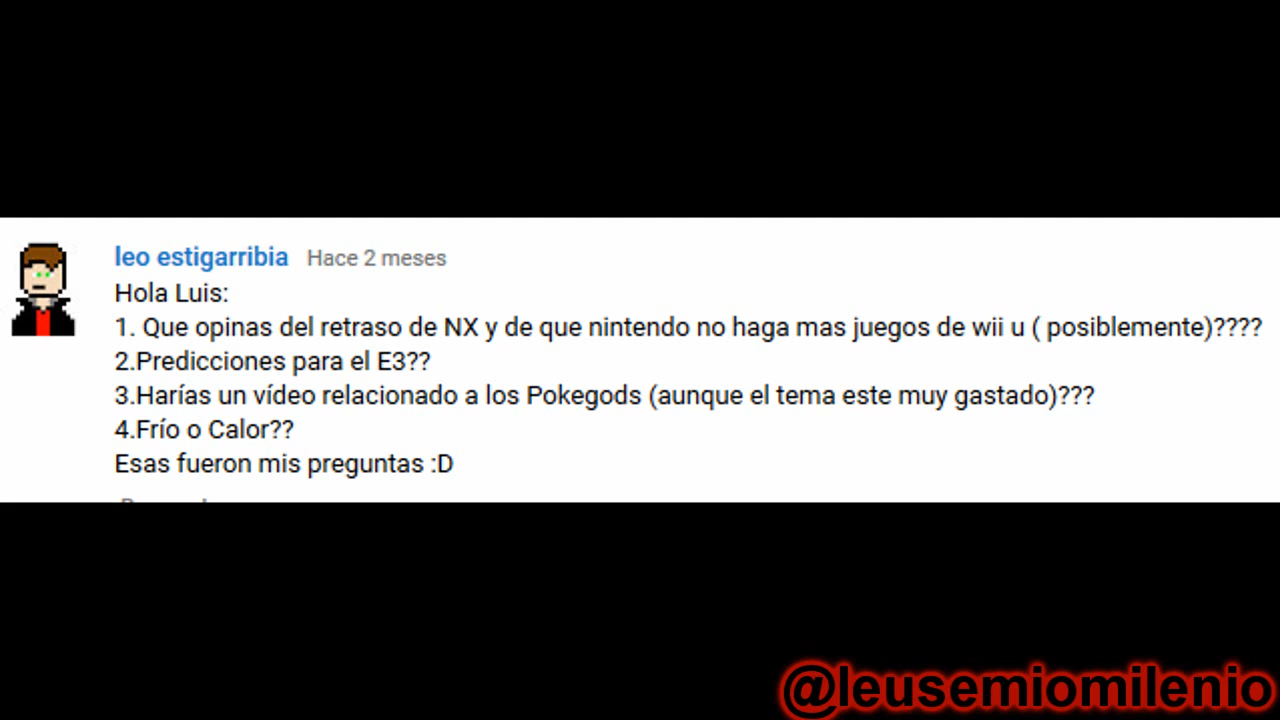 leo estigarribia Hace 2 meses
Hola Luis:
1. Que opinas del retraso de NX y de que nintendo no haga mas juegos de wii u ( posiblemente)????
2.Predicciones para el E3??
3.Harías un vídeo relacionado a los Pokegods (aunque el tema este muy gastado)???
4.Frío o Calor??
Esas fueron mis preguntas :D
@leusemiomilenio